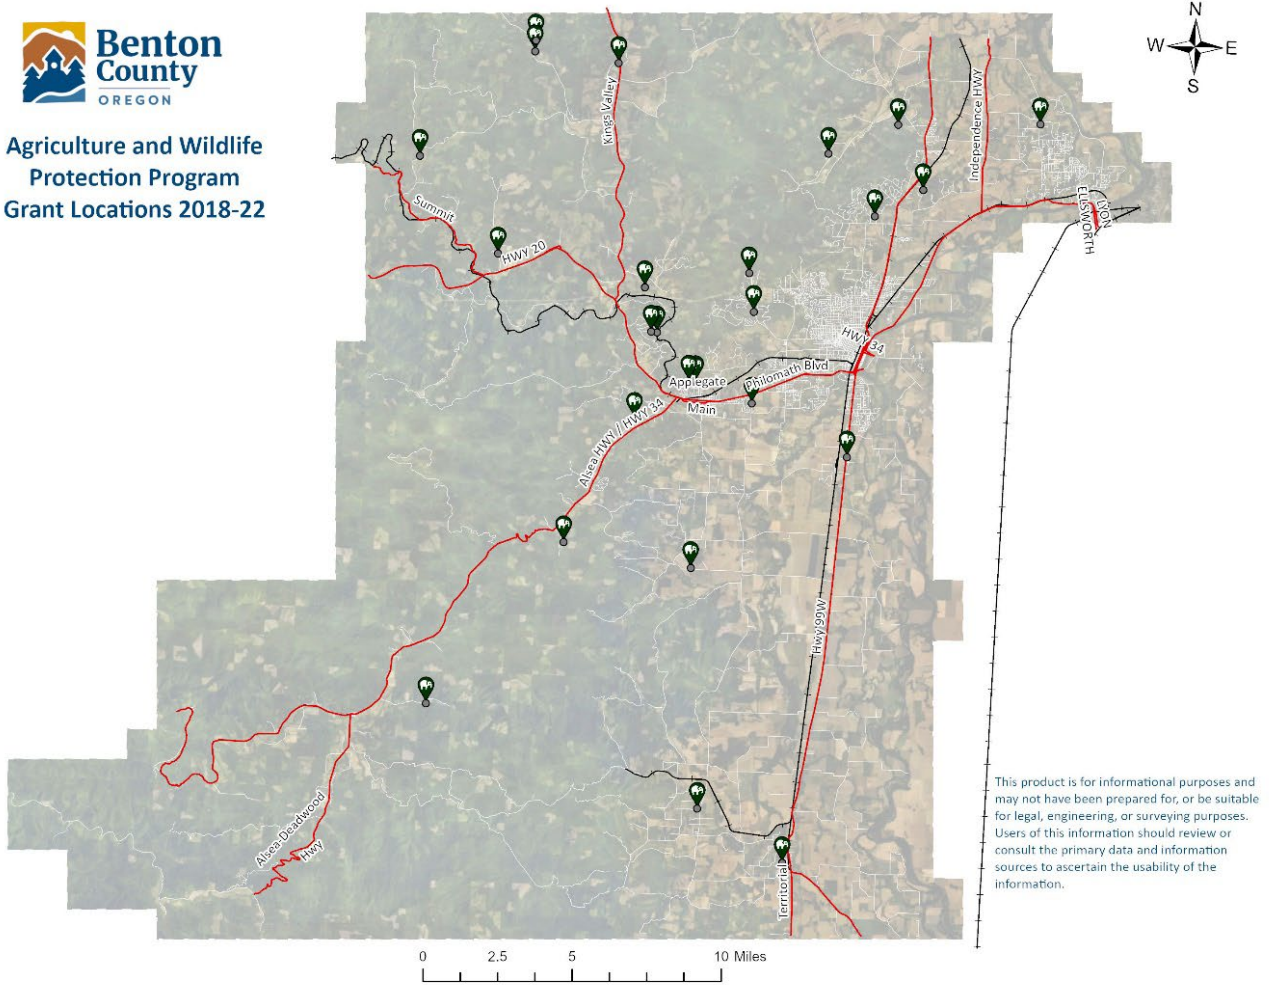 Benton
County
OREGON
Agriculture and Wildlife
Protection Program
Grant Locations 2018-22
N
W E
S
Kings Valley
Independence HWY
Summit
HWY 20
LYON
ELLSWORTH
HWY 34
Philomath Blvd
Applegate
Main
Alsea HWY / HWY 34
Hwy 99W
Alsea-Deadwood
Hwy
Territorial
This product is for informational purposes and
may not have been prepared for, or be suitable
for legal, engineering, or surveying purposes.
Users of this information should review or
consult the primary data and information
sources to ascertain the usability of the
information.
0 2.5 5 10 Miles